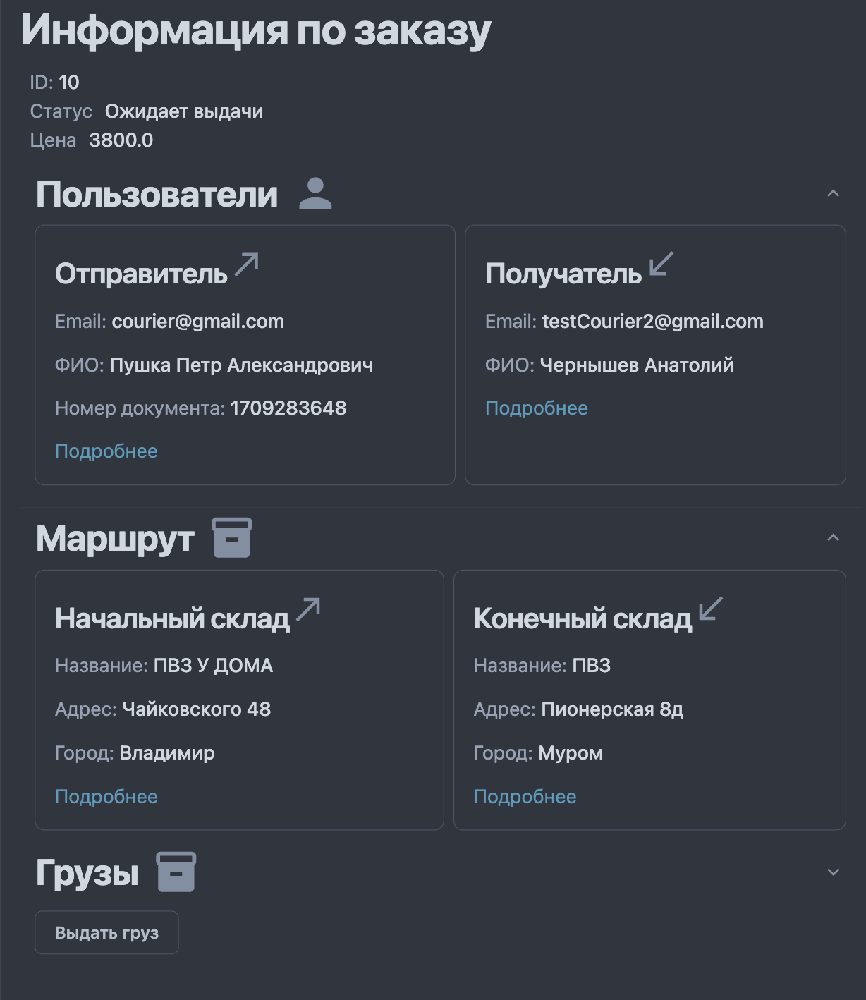 Информация по заказу
ID: 10
Статус Ожидает выдачи
Цена 3800.0
Пользователи
Отправитель
Email: courier@gmail.com
ФИО: Пушка Петр Александрович
Номер документа: 1709283648
Подробнее
Получатель
Email: testCourier2@gmail.com
ФИО: Чернышев Анатолий
Подробнее
Маршрут
Начальный склад
Название: ПВЗ У ДОМА
Адрес: Чайковского 48
Город: Владимир
Подробнее
Конечный склад
Название: ПВЗ
Адрес: Пионерская 8д
Город: Муром
Подробнее
Грузы
Выдать груз